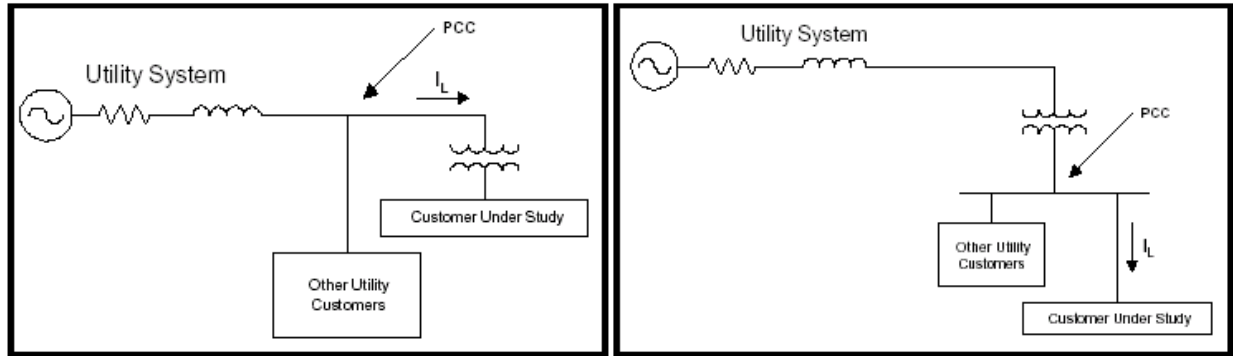 PCC
Utility System
I_L
Customer Under Study
Other Utility
Customers
Utility System
PCC
Other Utility
Customers
I_L
Customer Under Study